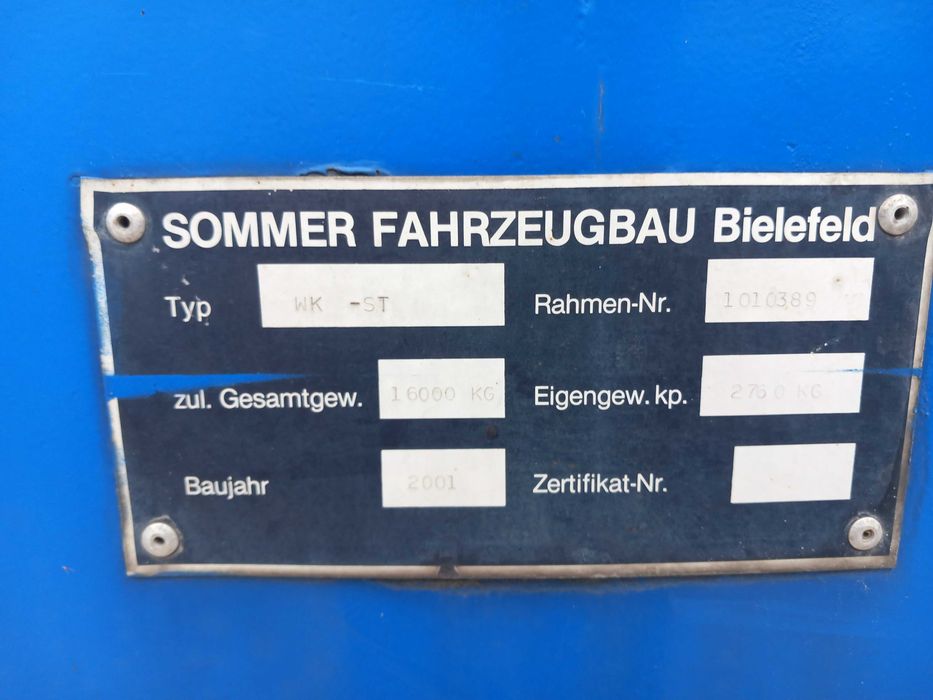 SOMMER FAHRZEUGBAU Bielefeld
Typ WK -ST Rahmen-Nr. 1010389
zul. Gesamtgew. 16000 KG Eigengew. kp. 2760 KG
Baujahr 2001 Zertifikat-Nr.